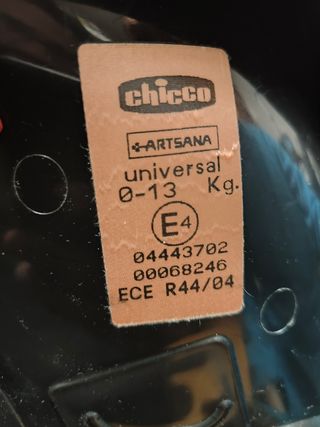 chicco
ARTSANA
universal
0-13 Kg.
E4
04443702
00068246
ECE R44/04